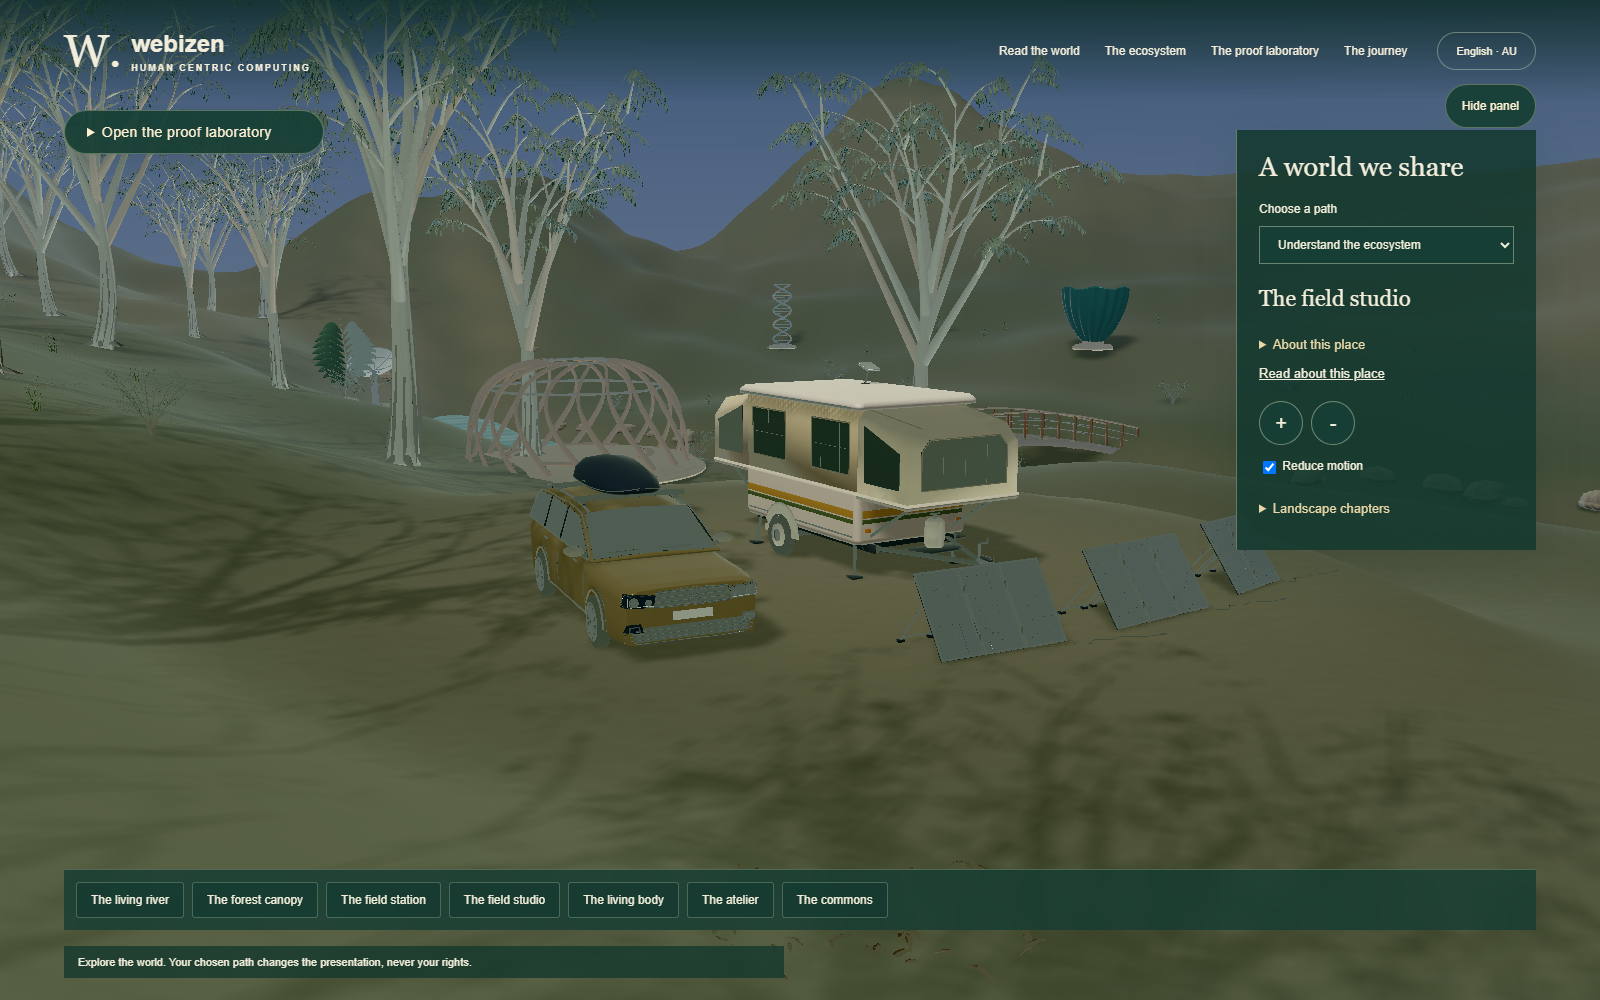 W.
webizen
HUMAN CENTRIC COMPUTING
Read the world
The ecosystem
The proof laboratory
The journey
English · AU
Open the proof laboratory
Hide panel
A world we share
Choose a path
Understand the ecosystem
The field studio
About this place
Read about this place
+
-
Reduce motion
Landscape chapters
The living river
The forest canopy
The field station
The field studio
The living body
The atelier
The commons
Explore the world. Your chosen path changes the presentation, never your rights.